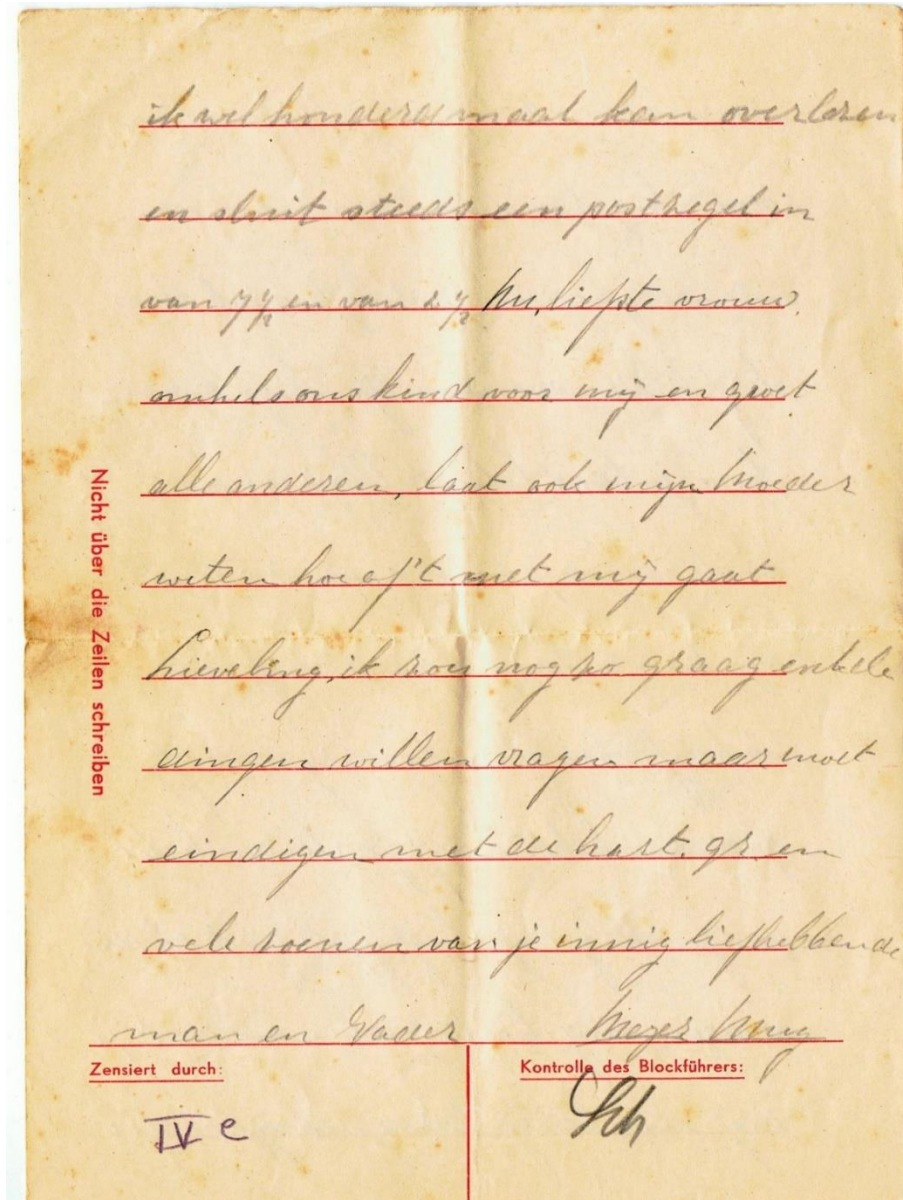 ik wel honderd maal kan overlezen
en sluit steeds een postzegel in
van 7½ en van 2½ Nu, liefste vrouw
omhels ons kind voor mij en groet
alle anderen, laat ook mijn Moeder
weten hoe of't met mij gaat
Lieveling, ik zou nog zo graag enkele
dingen willen vragen maar moet
eindigen met de hart. gr. en
vele zoenen van je innig liefhebbende
man en Vader Meijer
Nicht über die Zeilen schreiben
Zensiert durch:
IV e
Kontrolle des Blockführers:
Sch